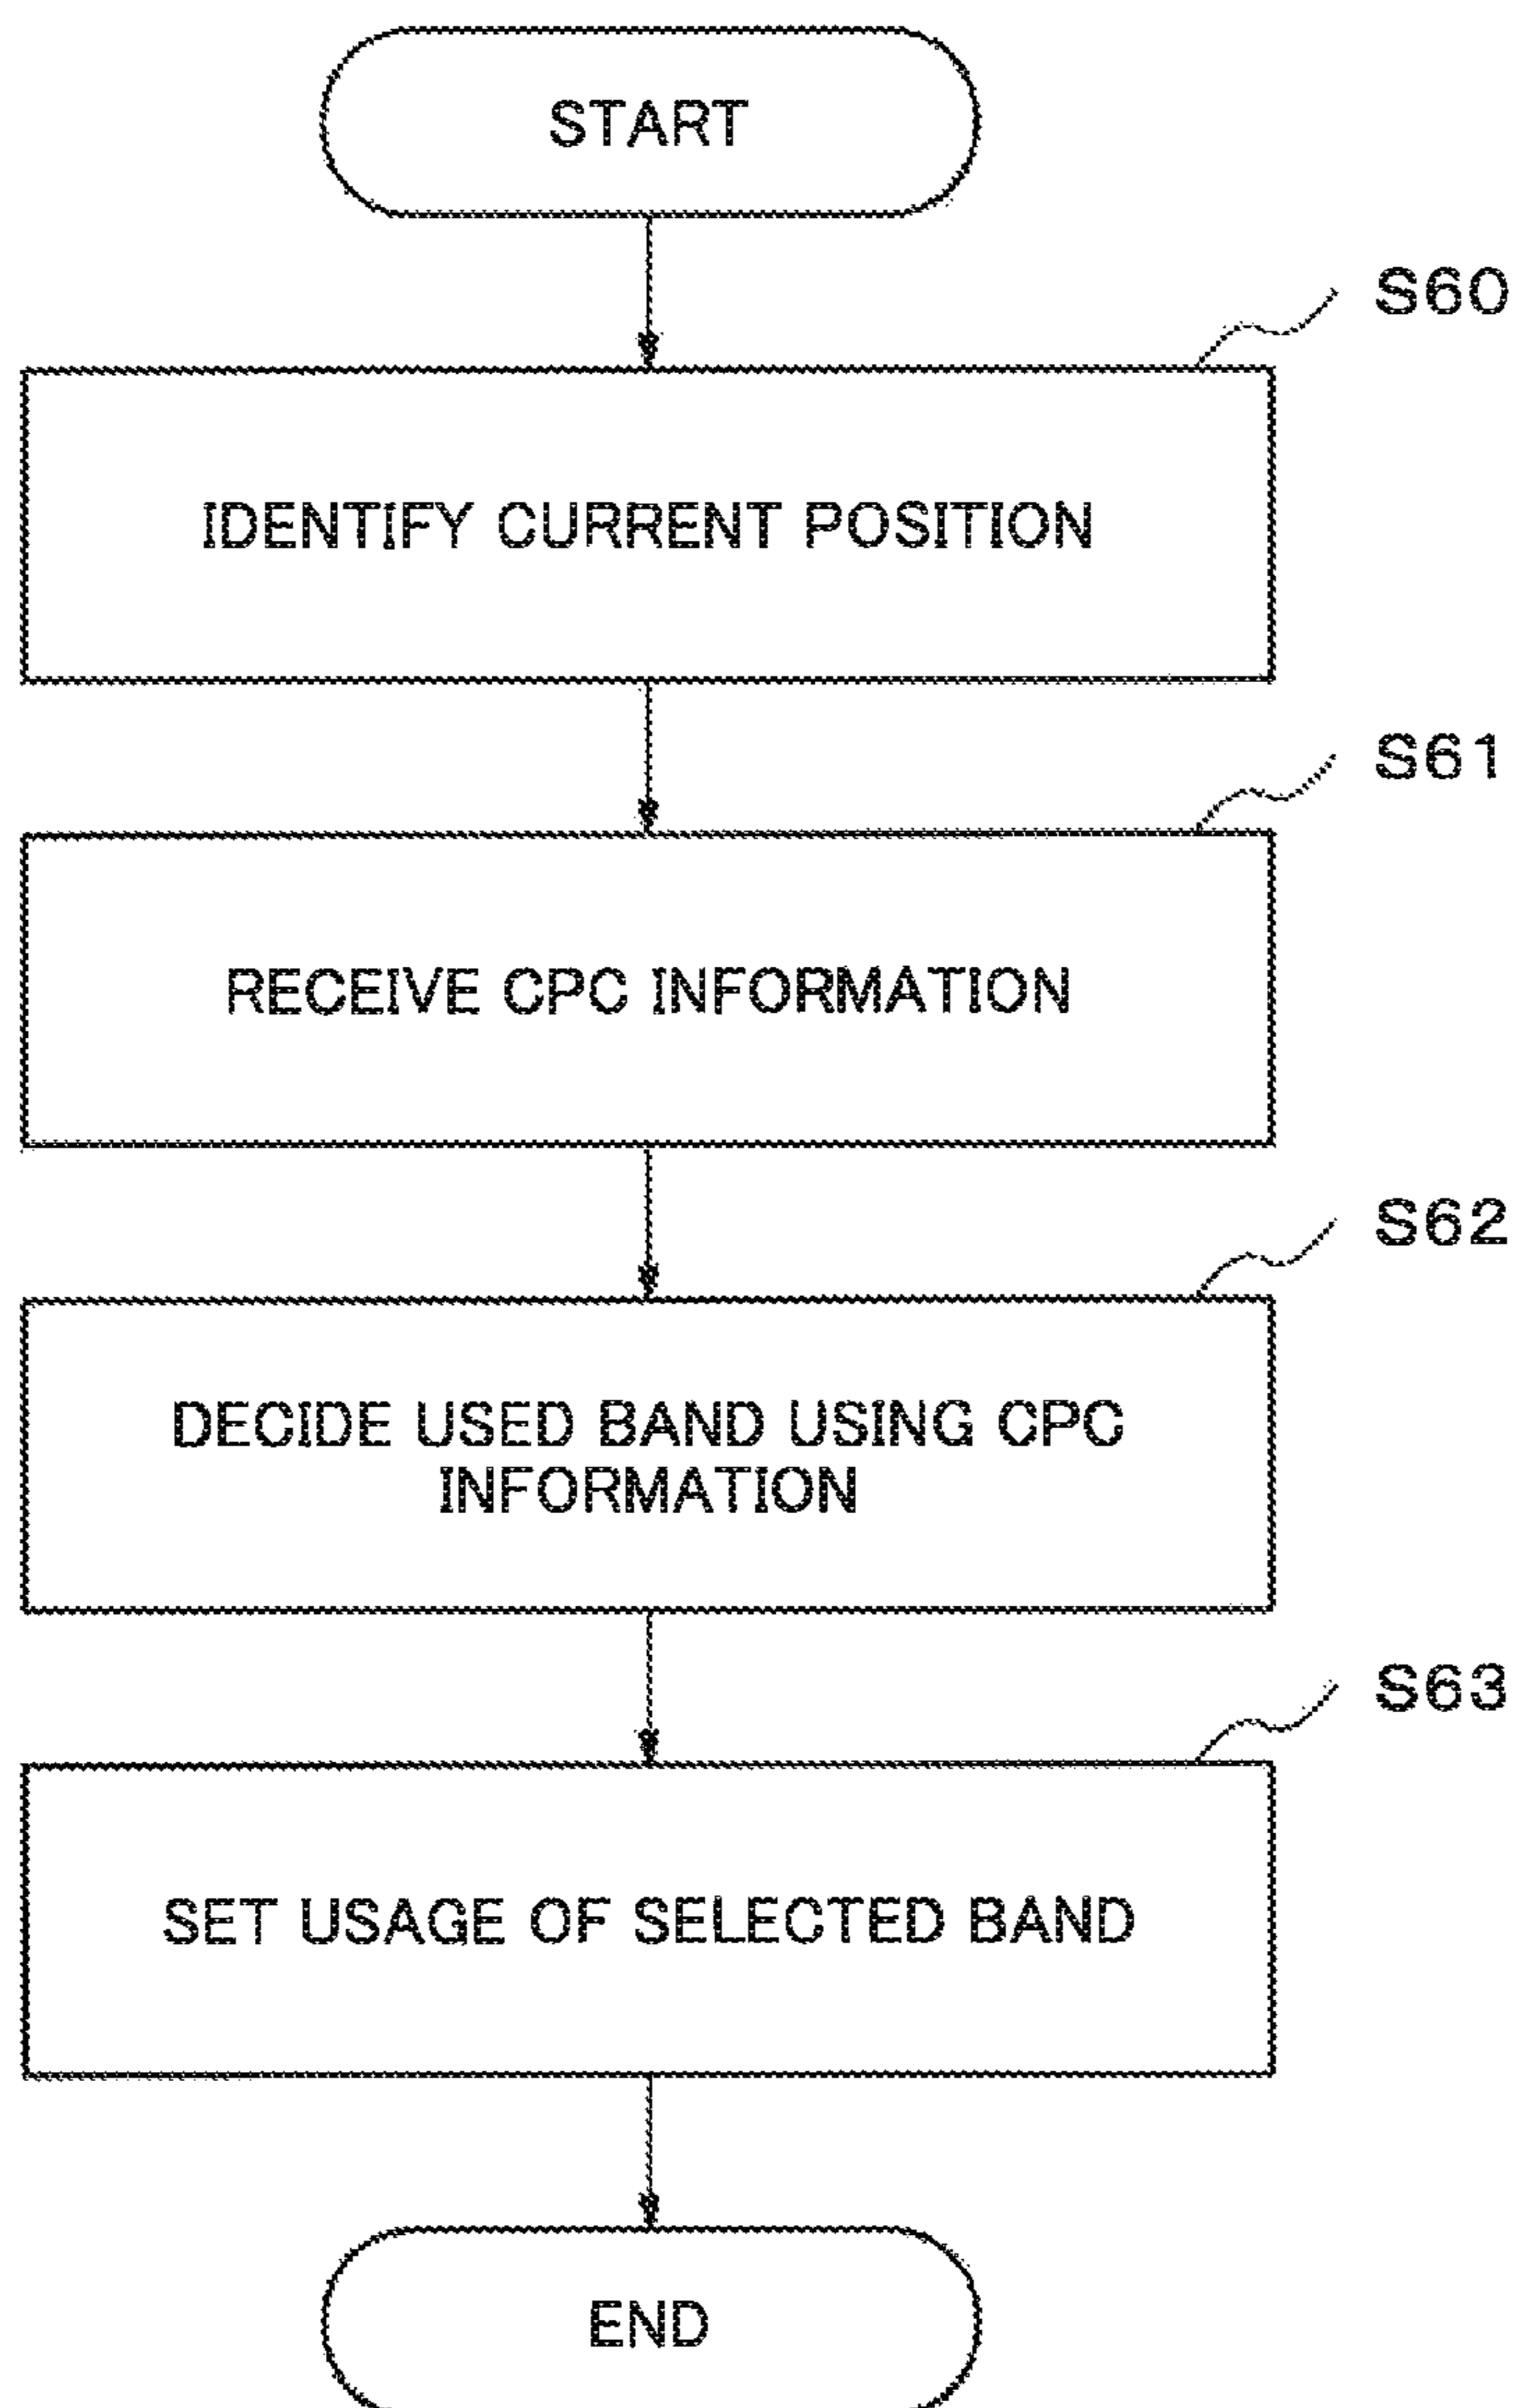 START
S60
IDENTIFY CURRENT POSITION
S61
RECEIVE CPC INFORMATION
S62
DECIDE USED BAND USING CPC
INFORMATION
S63
SET USAGE OF SELECTED BAND
END